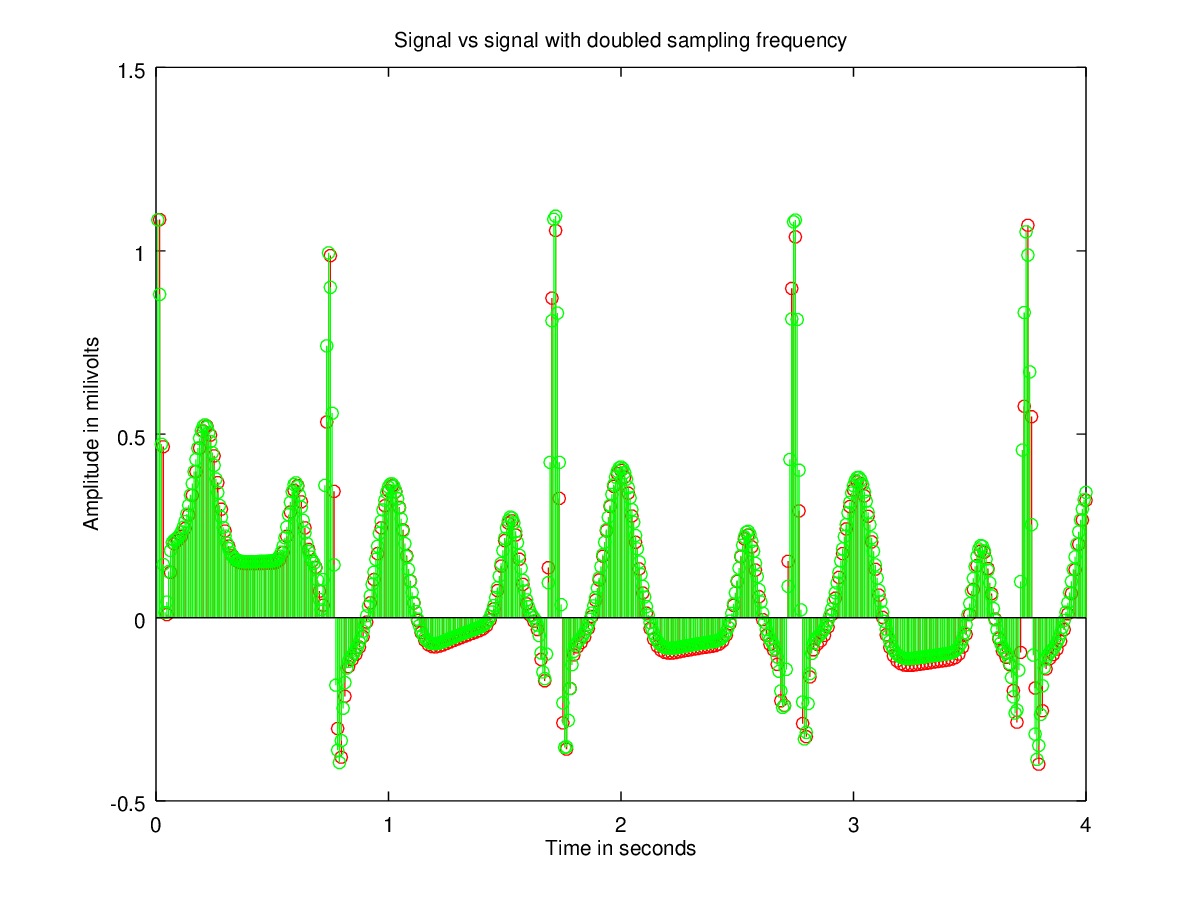 Signal vs signal with doubled sampling frequency
1.5
1
0.5
0
-0.5
Amplitude in milivolts
0 1 2 3 4
Time in seconds